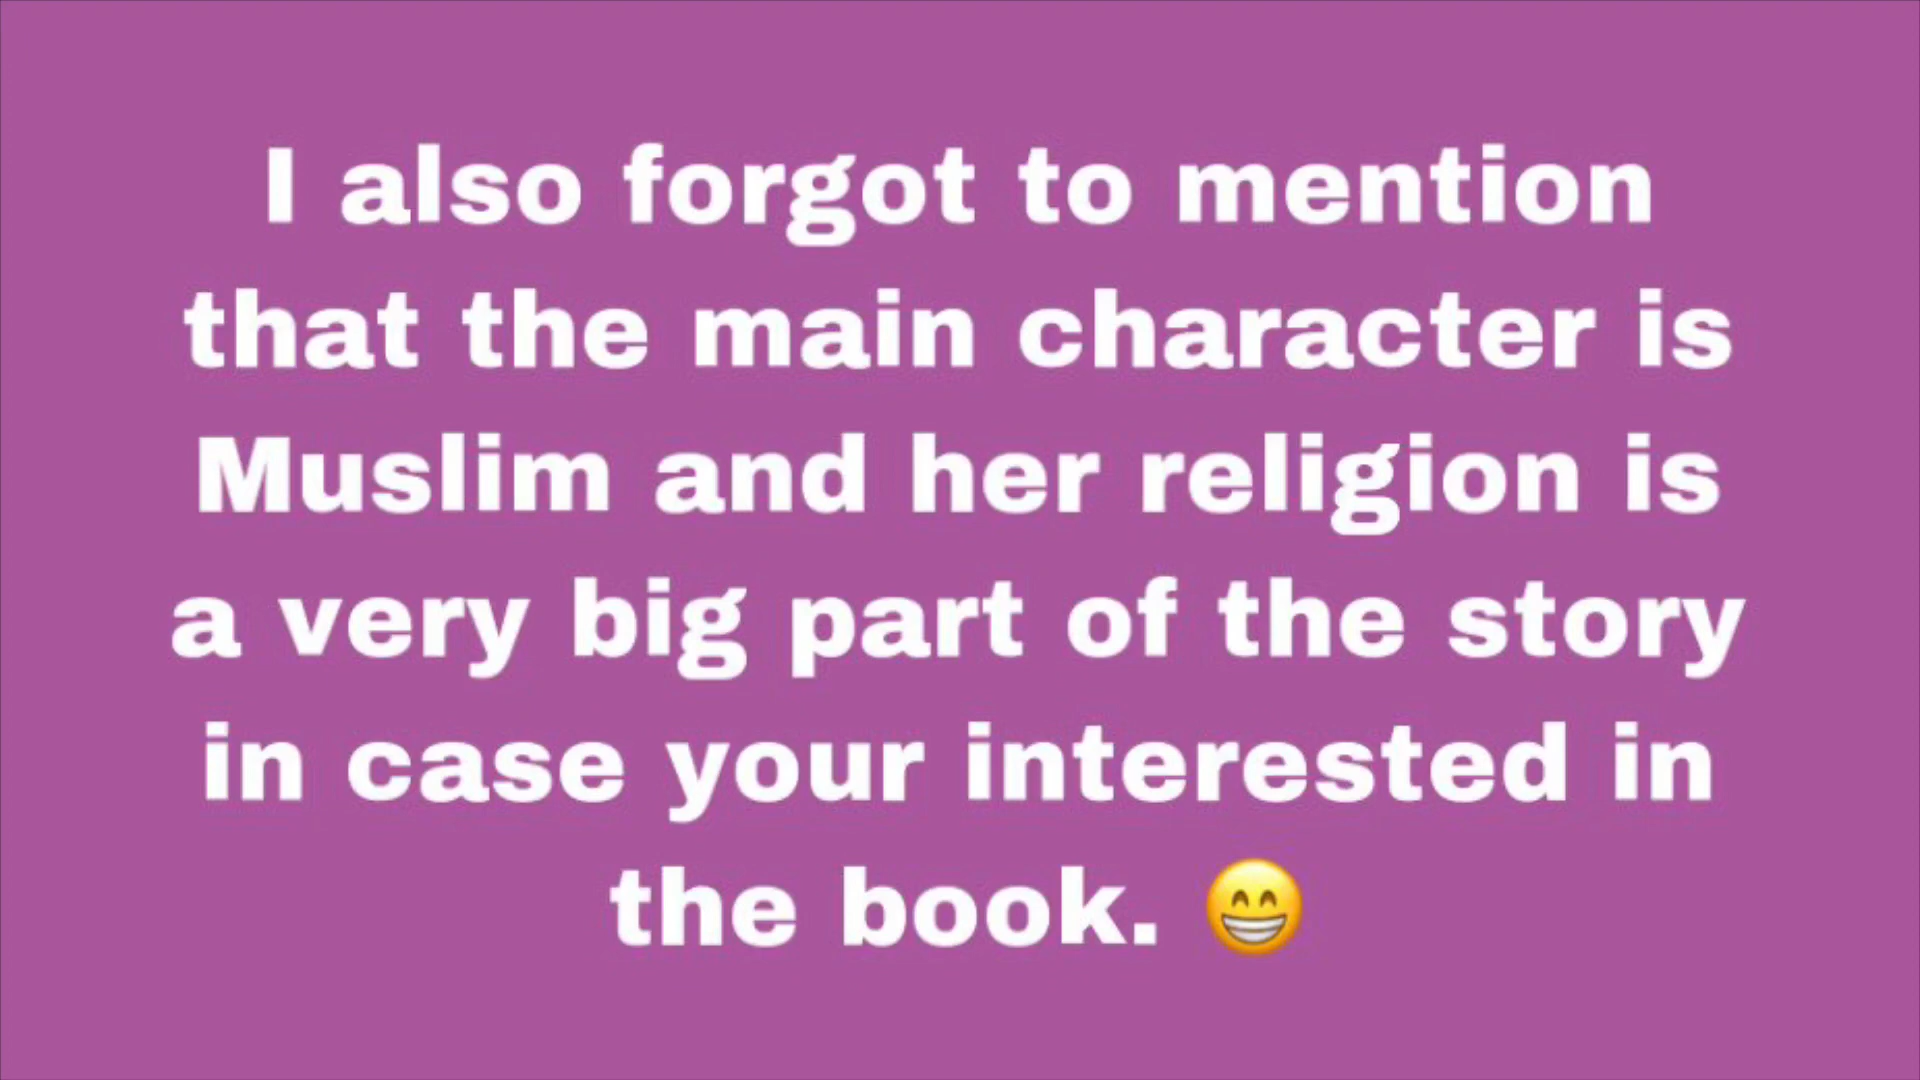 I also forgot to mention
that the main character is
Muslim and her religion is
a very big part of the story
in case your interested in
the book. 😁